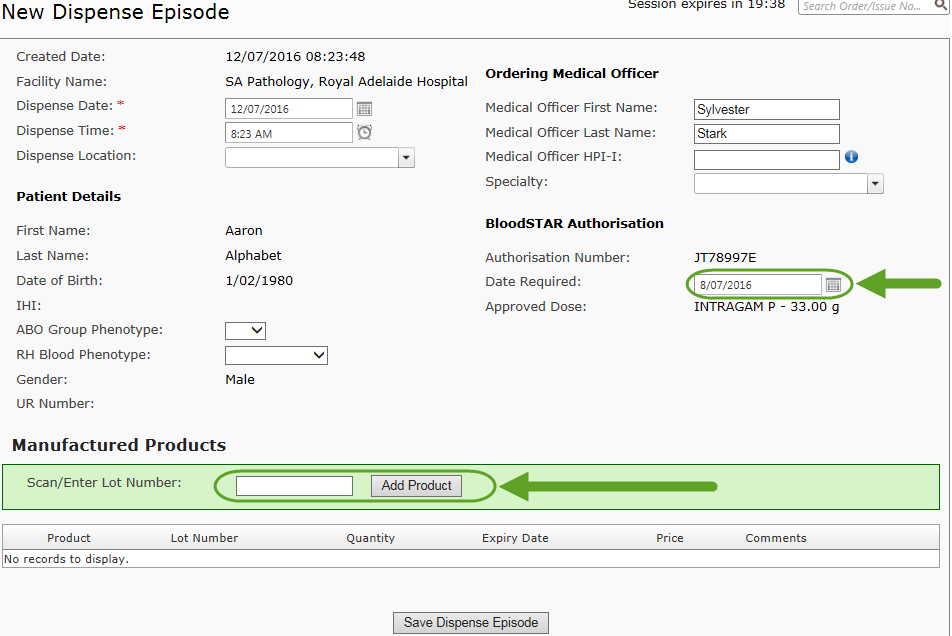 New Dispense Episode
Session expires in 19:38
Search Order/Issue No...
Created Date: 12/07/2016 08:23:48
Facility Name: SA Pathology, Royal Adelaide Hospital
Dispense Date: * 12/07/2016
Dispense Time: * 8:23 AM
Dispense Location:
Ordering Medical Officer
Medical Officer First Name: Sylvester
Medical Officer Last Name: Stark
Medical Officer HPI-I:
Specialty:
Patient Details
First Name: Aaron
Last Name: Alphabet
Date of Birth: 1/02/1980
IHI:
ABO Group Phenotype:
RH Blood Phenotype:
Gender: Male
UR Number:
BloodSTAR Authorisation
Authorisation Number: JT78997E
Date Required: 8/07/2016
Approved Dose: INTRAGAM P - 33.00 g
Manufactured Products
Scan/Enter Lot Number: Add Product
Product Lot Number Quantity Expiry Date Price Comments
No records to display.
Save Dispense Episode